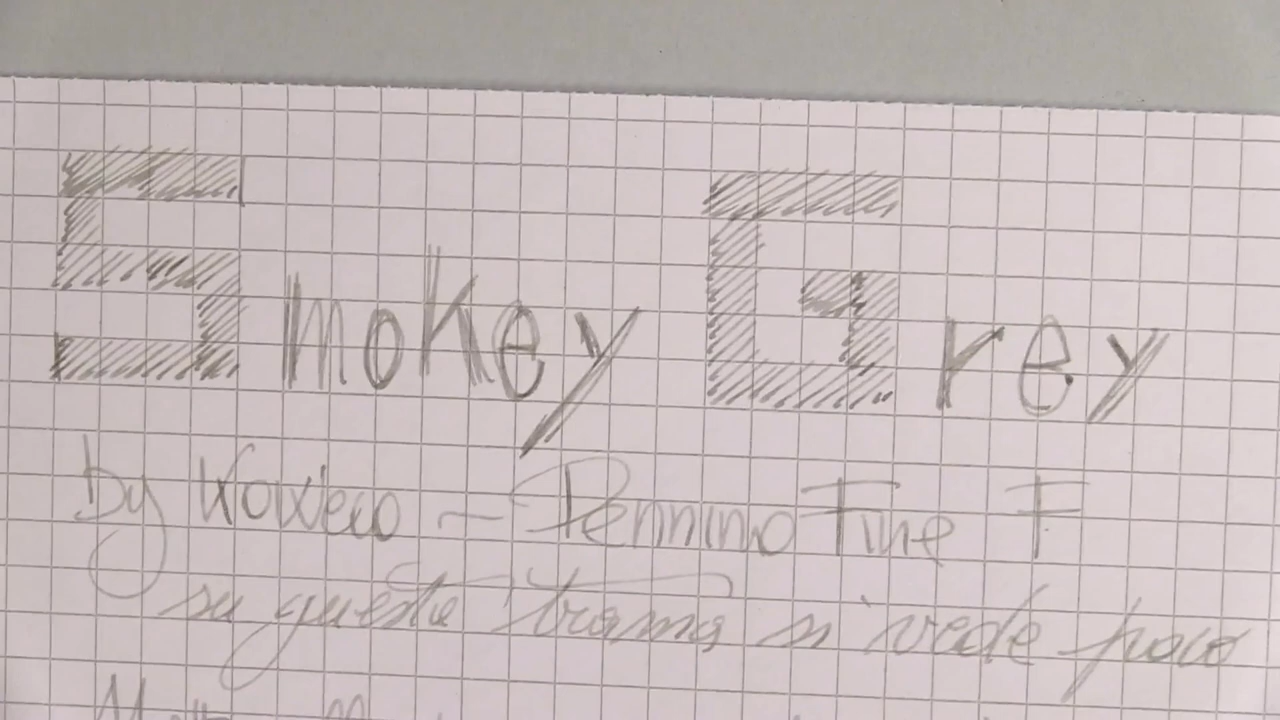 Smokey Grey
by Kaweco - Pennino Fine F
su questa trama si vede poco